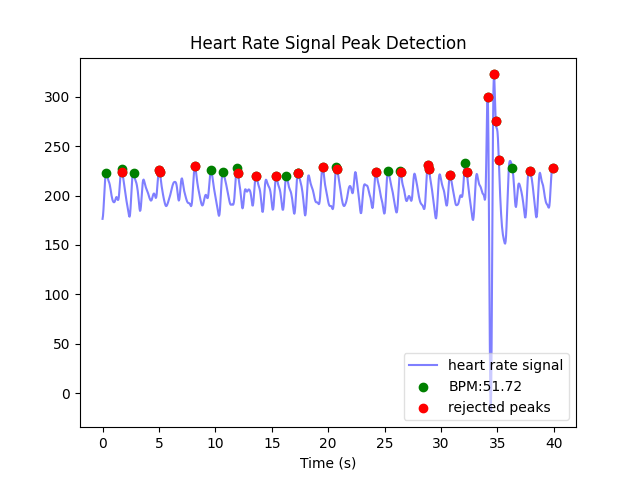 Heart Rate Signal Peak Detection
300
250
200
150
100
50
0
heart rate signal
BPM:51.72
rejected peaks
0 5 10 15 20 25 30 35 40
Time (s)